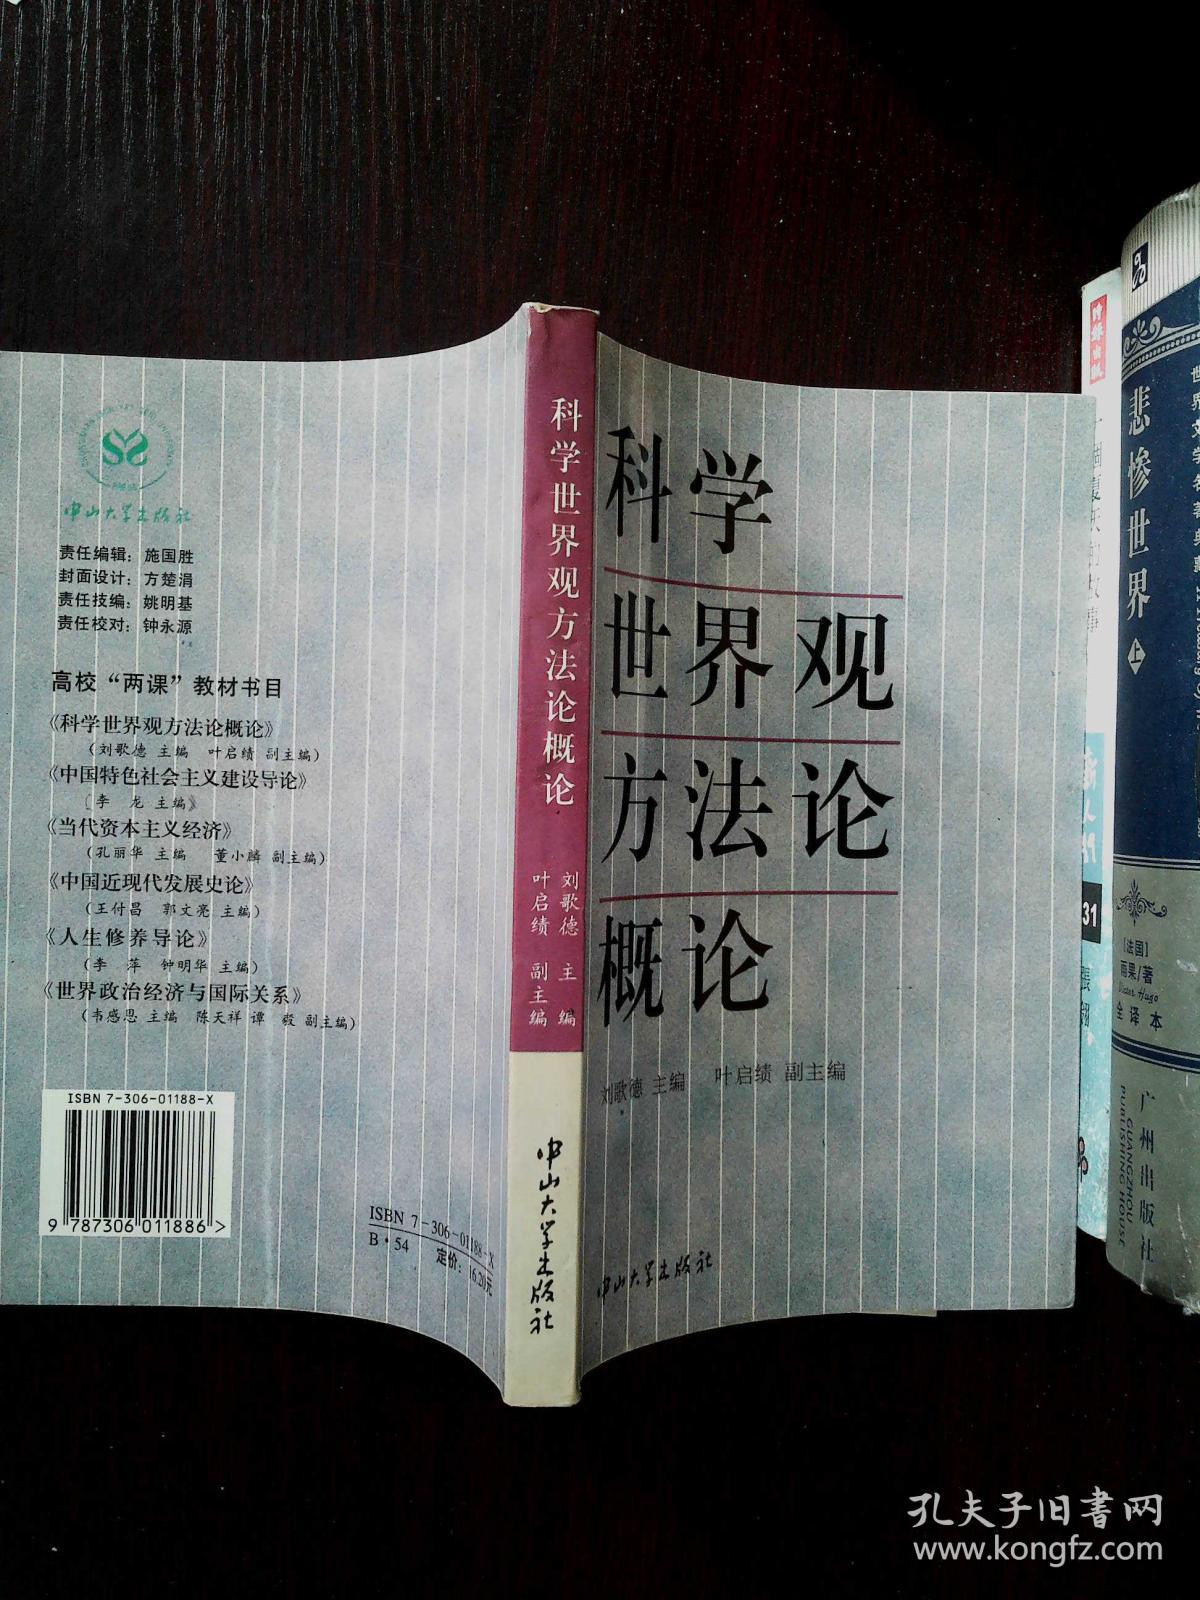 中山大学出版社
责任编辑：施国胜
封面设计：方楚涓
责任技编：姚明基
责任校对：钟永源
高校“两课”教材书目
《科学世界观方法论概论》
（刘歌德 主编 叶启绩 副主编）
《中国特色社会主义建设导论》
〔李 龙 主编》
《当代资本主义经济》
（孔丽华 主编 董小麟 副主编）
《中国近现代发展史论》
（王付昌 郭文亮 主编）
《人生修养导论》
（李 萍 钟明华 主编）
《世界政治经济与国际关系》
（韦感恩 主编 陈天祥 谭 毅 副主编）
ISBN 7-306-01188-X
9 787306 011886 >
ISBN 7-306-01188-X
B·54 定价：16.20元
科学世界观方法论概论
刘歌德 主编
叶启绩 副主编
中山大学出版社
科学
世界观
方法论
概论
刘歌德 主编 叶启绩 副主编
中山大学出版社
31
悲惨世界
上
[法国]
雨果/著
Victor Hugo
全译本
广州出版社
GUANGZHOU
PUBLISHING HOUSE
孔夫子旧书网
www.kongfz.com